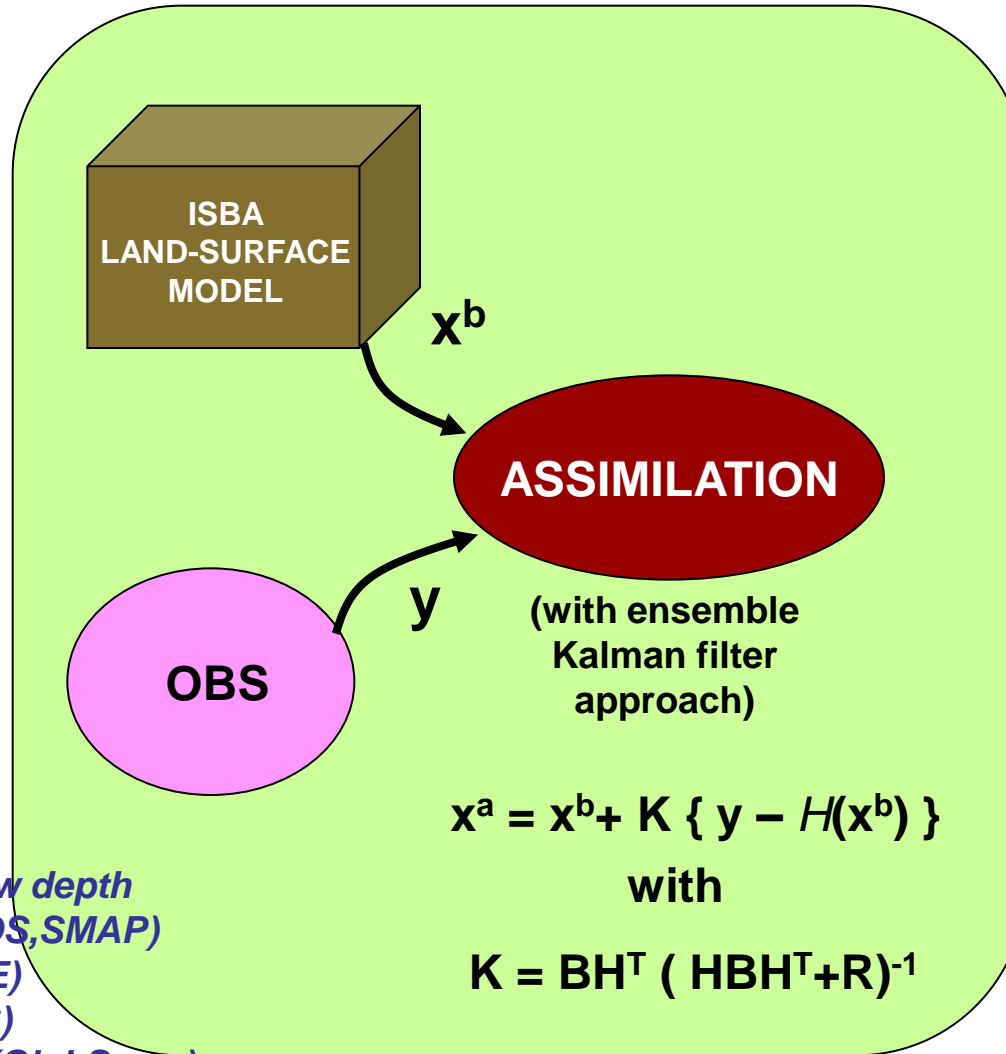 ISBA
LAND-SURFACE
MODEL
xᵇ
ASSIMILATION
y
(with ensemble
Kalman filter
approach)
OBS
xᵃ = xᵇ+ K { y – H(xᵇ) }
with
K = BHᵀ ( HBHᵀ+R)⁻¹
w depth
OS,SMAP)
E)